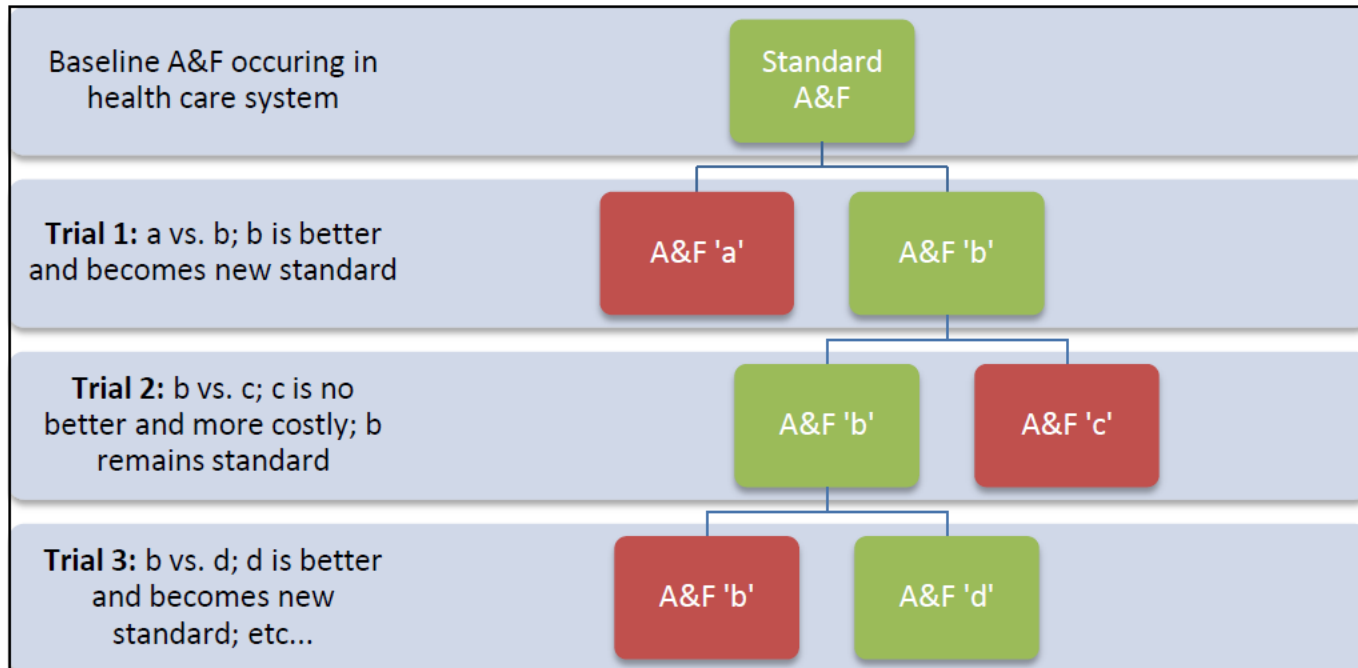 Baseline A&F occuring in
health care system
Standard
A&F
Trial 1: a vs. b; b is better
and becomes new standard
A&F 'a'
A&F 'b'
Trial 2: b vs. c; c is no
better and more costly; b
remains standard
A&F 'b'
A&F 'c'
Trial 3: b vs. d; d is better
and becomes new
standard; etc...
A&F 'b'
A&F 'd'